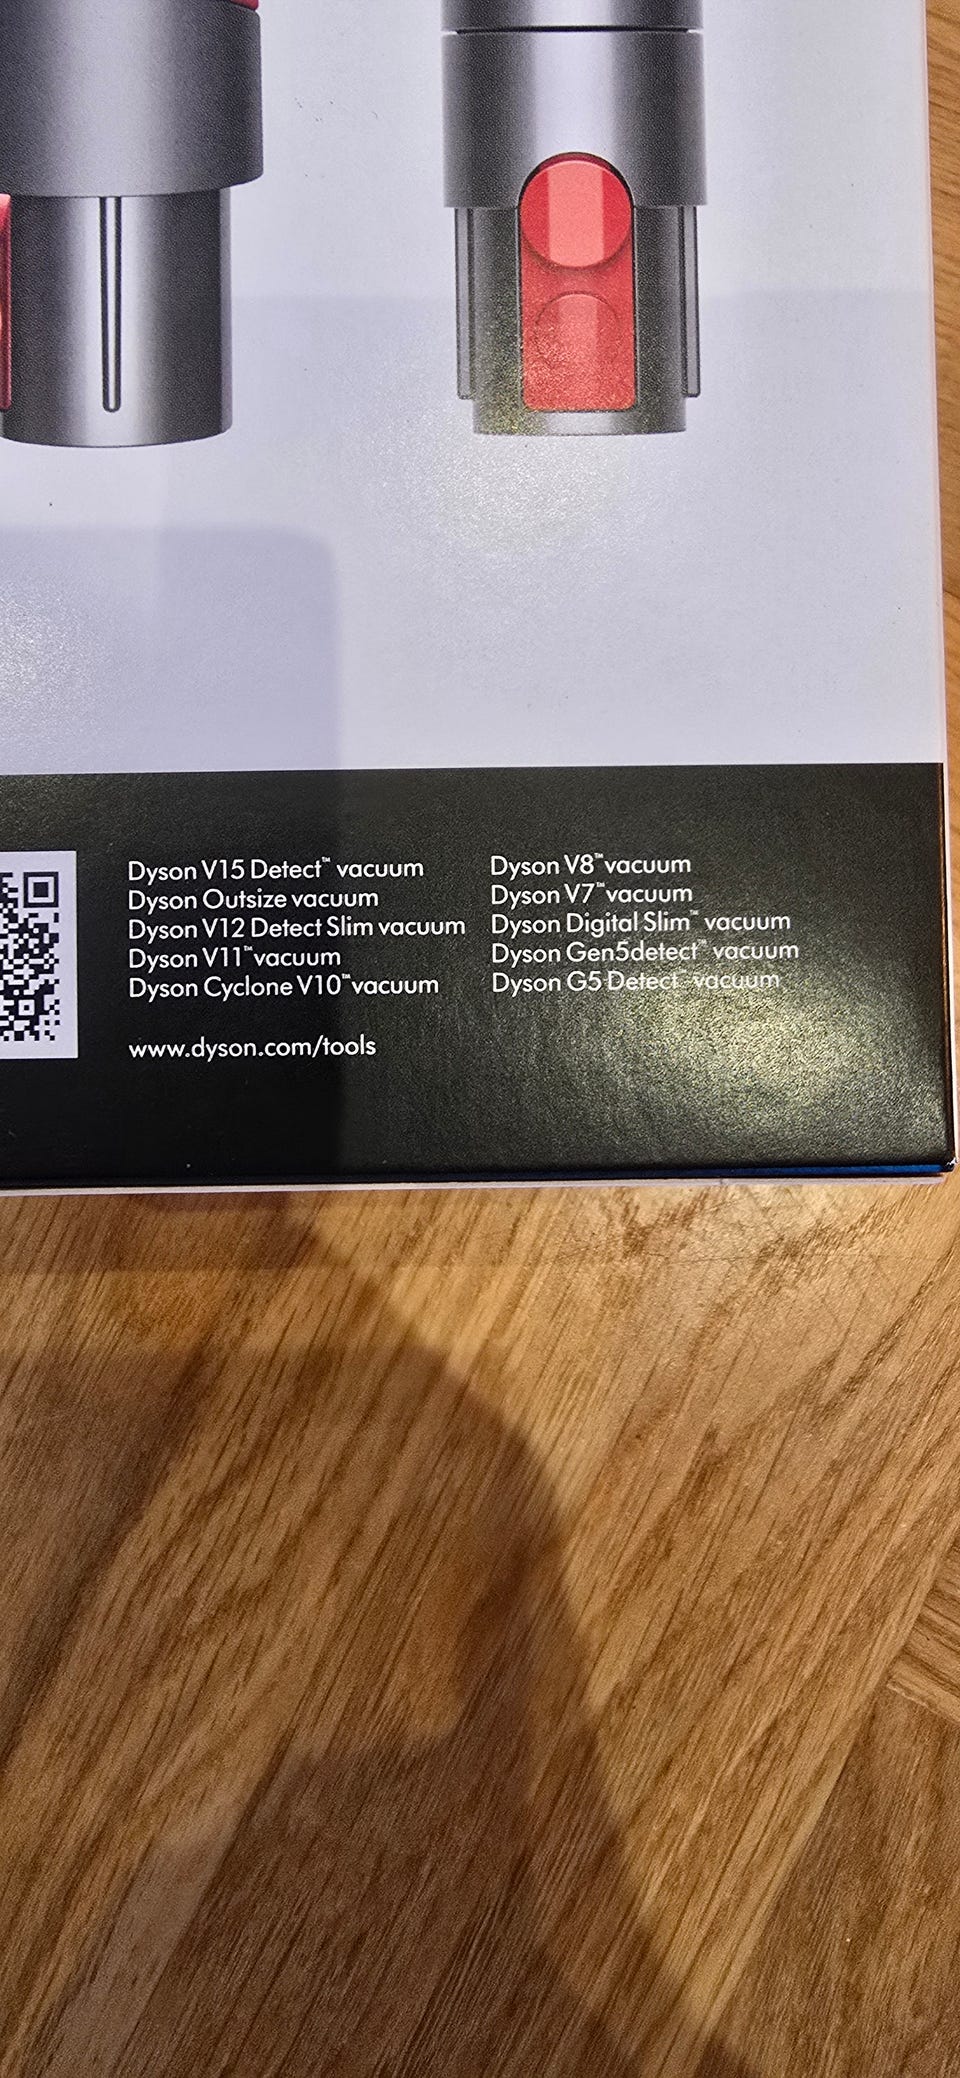 Dyson V15 Detect™ vacuum
Dyson Outsize vacuum
Dyson V12 Detect Slim vacuum
Dyson V11™ vacuum
Dyson Cyclone V10™ vacuum
www.dyson.com/tools
Dyson V8™ vacuum
Dyson V7™ vacuum
Dyson Digital Slim™ vacuum
Dyson Gen5detect™ vacuum
Dyson G5 Detect™ vacuum